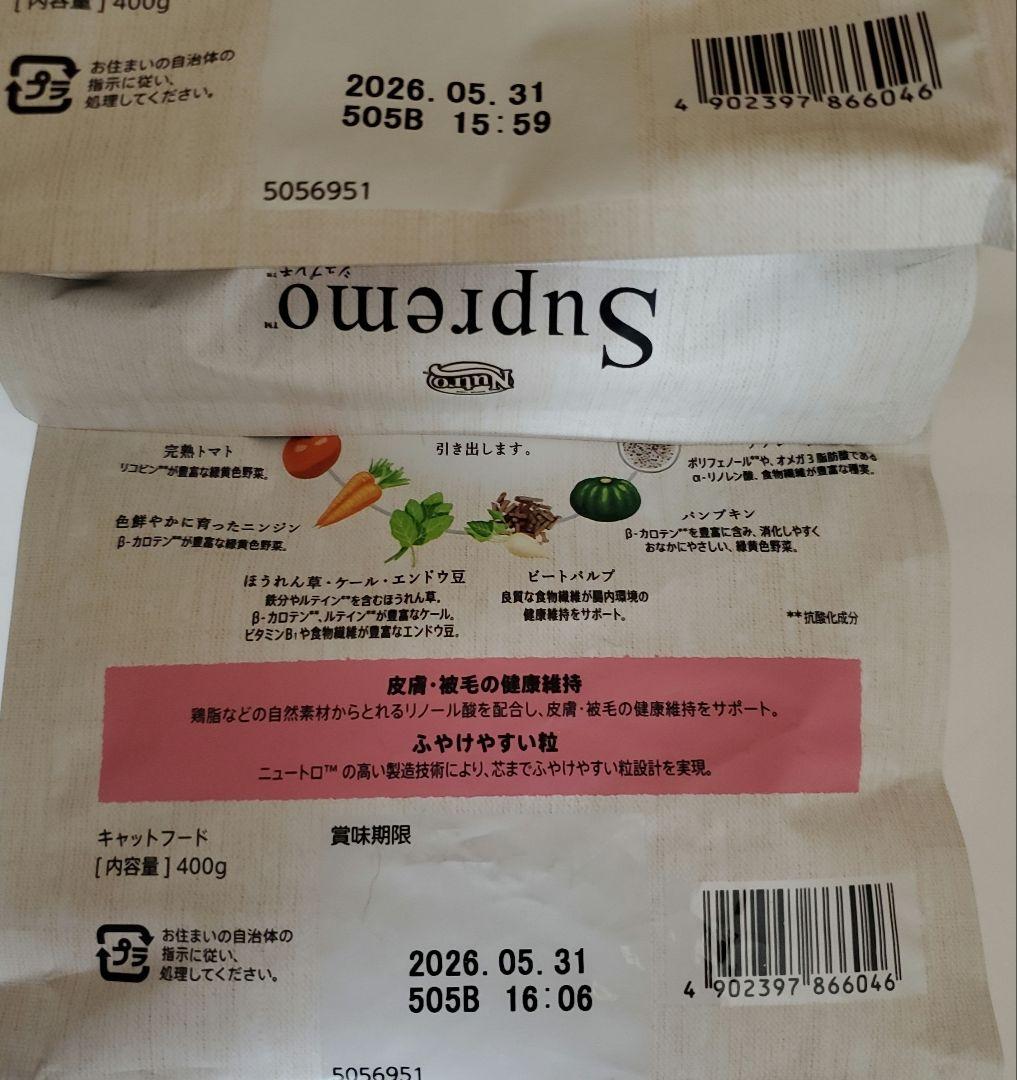 [内容量] 400g
プラ
お住まいの自治体の
指示に従い、
処理してください。
2026. 05. 31
505B 15:59
4 902397 866046
5056951
シュプレモ™
Supremo™
Nutro
完熟トマト
リコピン**が豊富な緑黄色野菜。
引き出します。
ポリフェノール**や、オメガ3脂肪酸である
α-リノレン酸、食物繊維が豊富な種実。
色鮮やかに育ったニンジン
β-カロテン**が豊富な緑黄色野菜。
パンプキン
β-カロテン**を豊富に含み、消化しやすく
おなかにやさしい、緑黄色野菜。
ほうれん草・ケール・エンドウ豆
鉄分やルテイン**を含むほうれん草。
β-カロテン**、ルテイン**が豊富なケール。
ビタミンB₁や食物繊維が豊富なエンドウ豆。
ビートパルプ
良質な食物繊維が腸内環境の
健康維持をサポート。
**抗酸化成分
皮膚・被毛の健康維持
鶏脂などの自然素材からとれるリノール酸を配合し、皮膚・被毛の健康維持をサポート。
ふやけやすい粒
ニュートロ™ の高い製造技術により、芯までふやけやすい粒設計を実現。
キャットフード
[内容量] 400g
賞味期限
プラ
お住まいの自治体の
指示に従い、
処理してください。
2026. 05. 31
505B 16:06
4 902397 866046
5056951